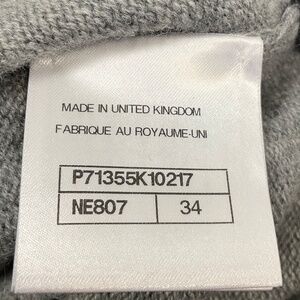 MADE IN UNITED KINGDOM
FABRIQUE AU ROYAUME-UNI
P71355K10217
NE807 34